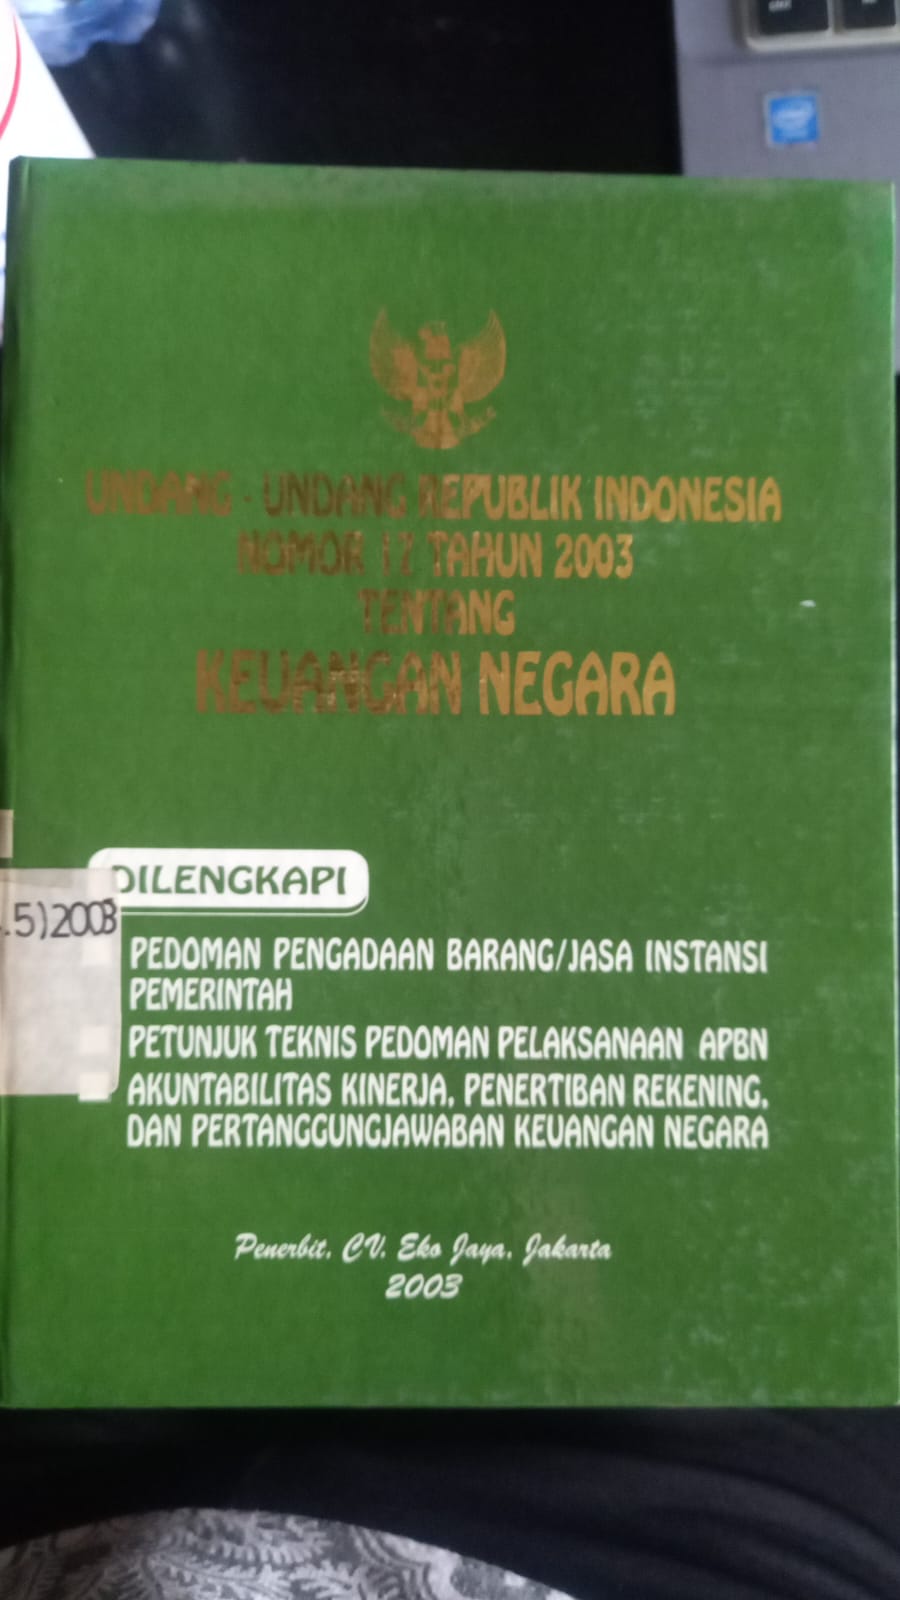 UNDANG - UNDANG REPUBLIK INDONESIA
NOMOR 17 TAHUN 2003
TENTANG
KEUANGAN NEGARA
DILENGKAPI
.5)2003
PEDOMAN PENGADAAN BARANG/JASA INSTANSI
PEMERINTAH
PETUNJUK TEKNIS PEDOMAN PELAKSANAAN APBN
AKUNTABILITAS KINERJA, PENERTIBAN REKENING,
DAN PERTANGGUNGJAWABAN KEUANGAN NEGARA
Penerbit, CV. Eko Jaya, Jakarta
2003